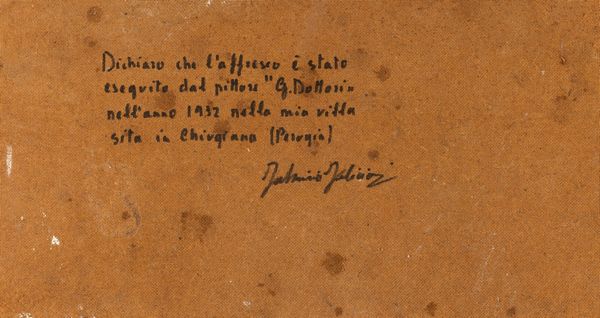 Dichiaro che l'affresco è stato
eseguito dal pittore "G. Dottori"
nell'anno 1932 nella mia villa
sita in Chiugiana (Perugia)